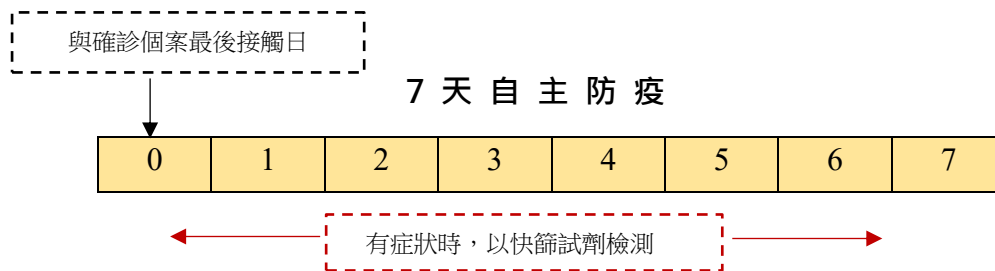 與確診個案最後接觸日
7 天 自 主 防 疫
0 1 2 3 4 5 6 7
有症狀時，以快篩試劑檢測